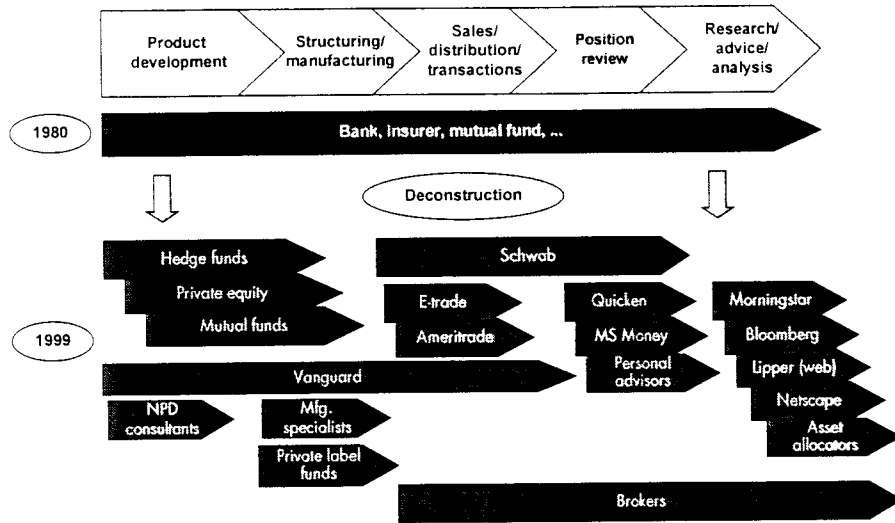 Product
development
Structuring/
manufacturing
Sales/
distribution/
transactions
Position
review
Research/
advice/
analysis
1980
Bank, insurer, mutual fund, ...
Deconstruction
1999
Hedge funds
Private equity
Mutual funds
Schwab
E-trade
Ameritrade
Quicken
MS Money
Personal
advisors
Morningstar
Bloomberg
Lipper (web)
Netscape
Asset
allocators
Vanguard
NPD
consultants
Mfg.
specialists
Private label
funds
Brokers